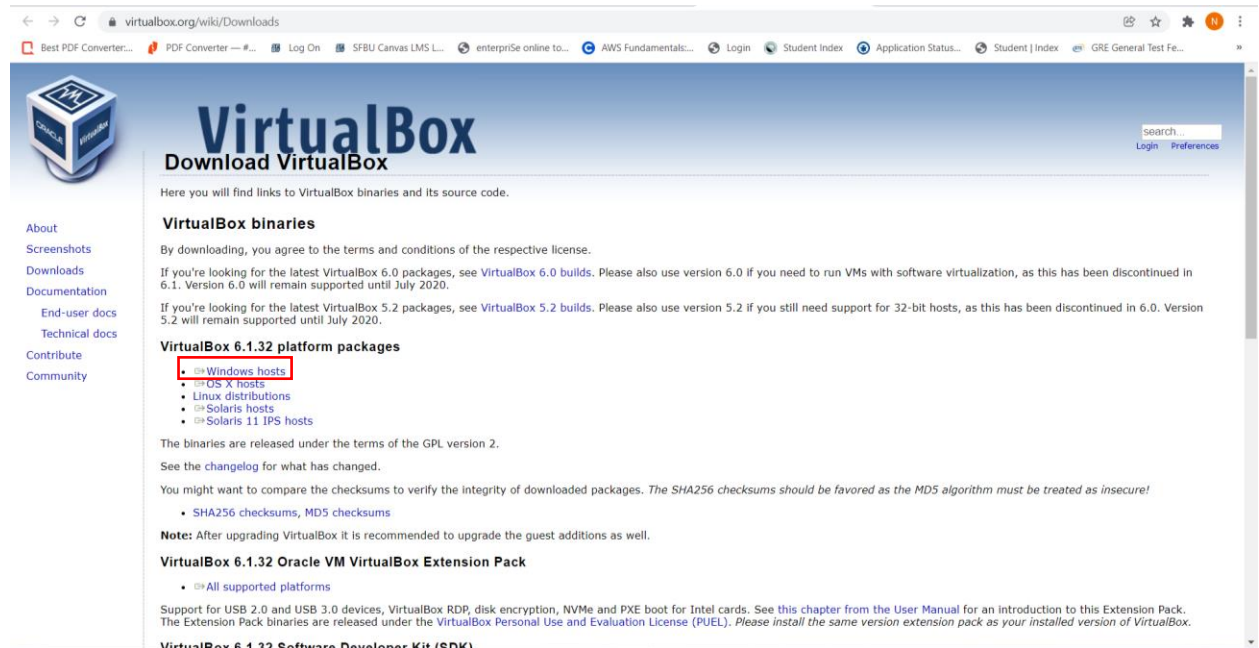 virtualbox.org/wiki/Downloads
N
Best PDF Converter:... PDF Converter — #... Log On SFBU Canvas LMS L... enterpriSe online to... AWS Fundamentals:... Login Student Index Application Status... Student | Index GRE General Test Fe... »
ORACLE
VirtualBox
VirtualBox
search...
Login Preferences
Download VirtualBox
Here you will find links to VirtualBox binaries and its source code.
About
Screenshots
Downloads
Documentation
End-user docs
Technical docs
Contribute
Community
VirtualBox binaries
By downloading, you agree to the terms and conditions of the respective license.
If you're looking for the latest VirtualBox 6.0 packages, see VirtualBox 6.0 builds. Please also use version 6.0 if you need to run VMs with software virtualization, as this has been discontinued in
6.1. Version 6.0 will remain supported until July 2020.
If you're looking for the latest VirtualBox 5.2 packages, see VirtualBox 5.2 builds. Please also use version 5.2 if you still need support for 32-bit hosts, as this has been discontinued in 6.0. Version
5.2 will remain supported until July 2020.
VirtualBox 6.1.32 platform packages
• Windows hosts
• OS X hosts
• Linux distributions
• Solaris hosts
• Solaris 11 IPS hosts
The binaries are released under the terms of the GPL version 2.
See the changelog for what has changed.
You might want to compare the checksums to verify the integrity of downloaded packages. The SHA256 checksums should be favored as the MD5 algorithm must be treated as insecure!
• SHA256 checksums, MD5 checksums
Note: After upgrading VirtualBox it is recommended to upgrade the guest additions as well.
VirtualBox 6.1.32 Oracle VM VirtualBox Extension Pack
• All supported platforms
Support for USB 2.0 and USB 3.0 devices, VirtualBox RDP, disk encryption, NVMe and PXE boot for Intel cards. See this chapter from the User Manual for an introduction to this Extension Pack.
The Extension Pack binaries are released under the VirtualBox Personal Use and Evaluation License (PUEL). Please install the same version extension pack as your installed version of VirtualBox.
VirtualBox 6.1.32 Software Developer Kit (SDK)